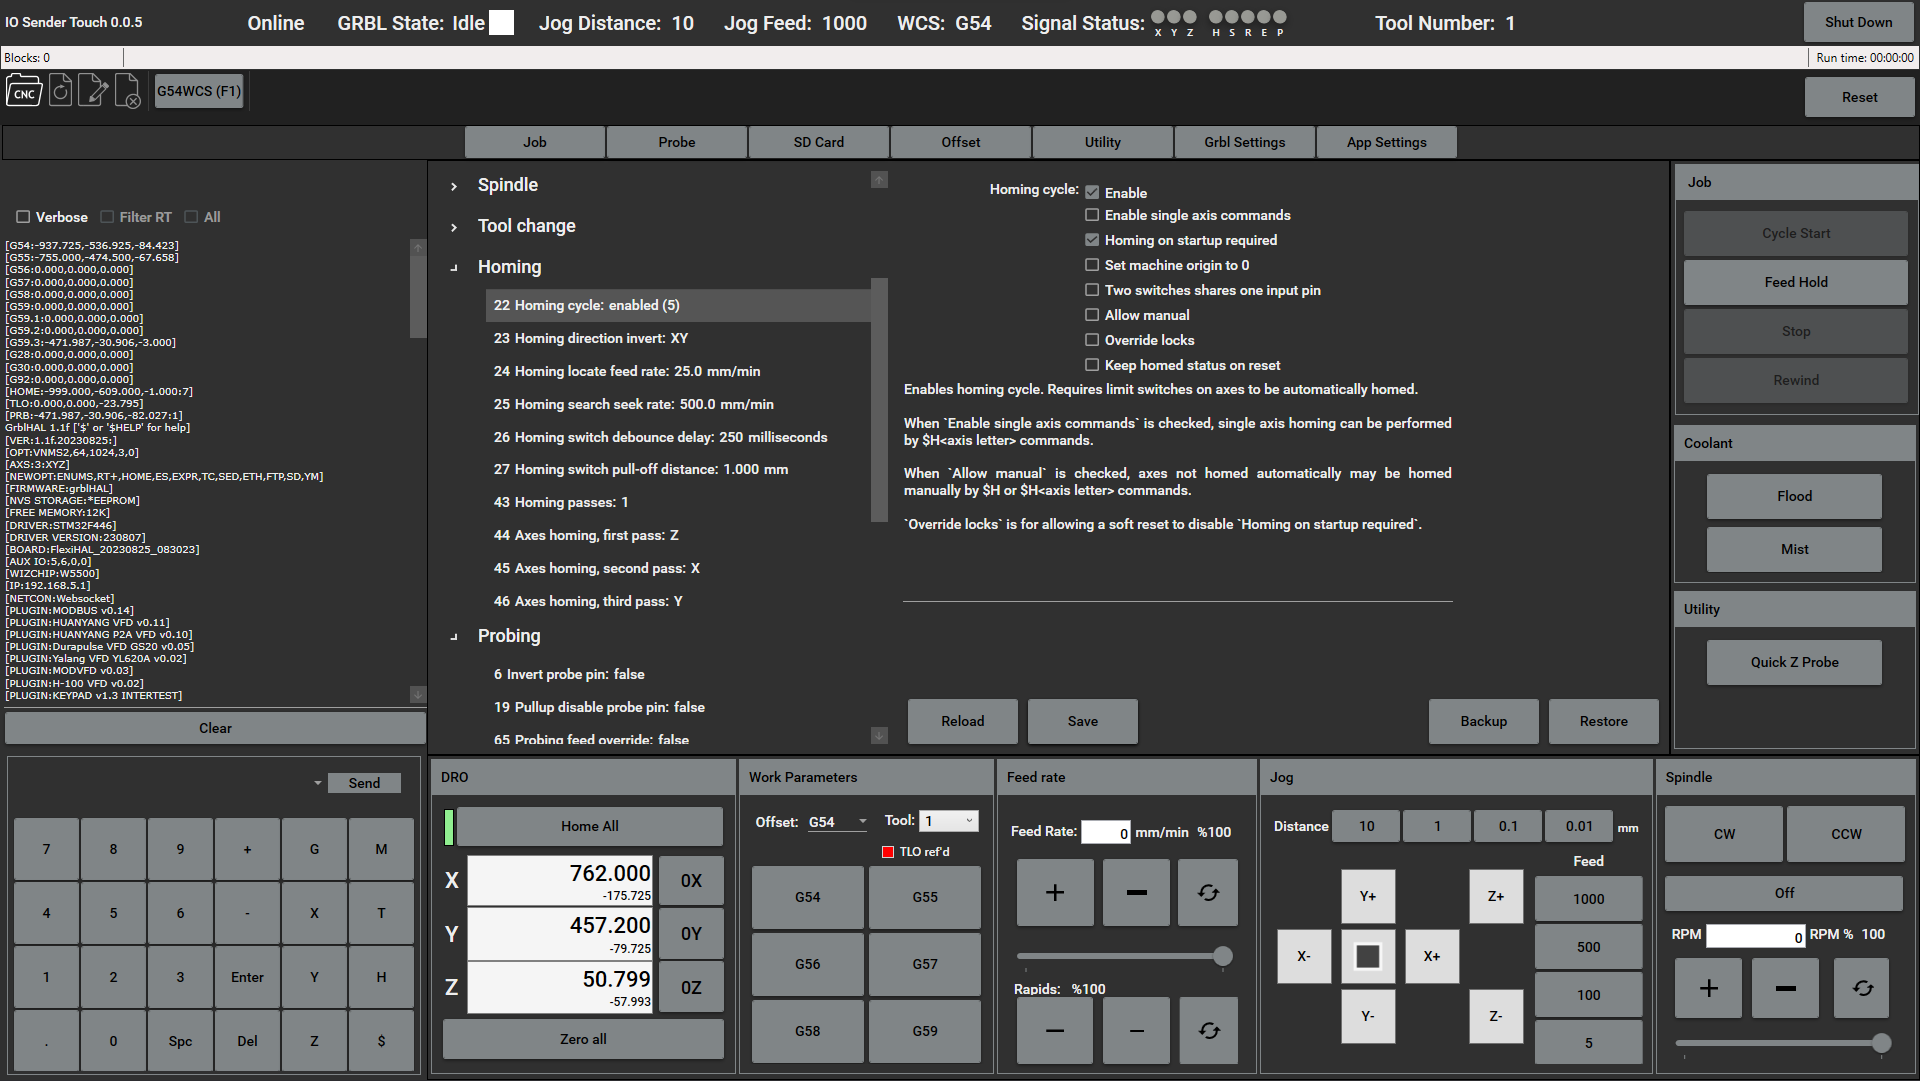 IO Sender Touch 0.0.5
Online
GRBL State: Idle
Jog Distance: 10
Jog Feed: 1000
WCS: G54
Signal Status:
X Y Z H S R E P
Tool Number: 1
Shut Down
Blocks: 0
Run time: 00:00:00
CNC
G54WCS (F1)
Reset
Job
Probe
SD Card
Offset
Utility
Grbl Settings
App Settings
Verbose
Filter RT
All
[G54:-937.725,-536.925,-84.423]
[G55:-755.000,-474.500,-67.658]
[G56:0.000,0.000,0.000]
[G57:0.000,0.000,0.000]
[G58:0.000,0.000,0.000]
[G59:0.000,0.000,0.000]
[G59.1:0.000,0.000,0.000]
[G59.2:0.000,0.000,0.000]
[G59.3:-471.987,-30.906,-3.000]
[G28:0.000,0.000,0.000]
[G30:0.000,0.000,0.000]
[G92:0.000,0.000,0.000]
[HOME:-999.000,-609.000,-1.000:7]
[TLO:0.000,0.000,-23.795]
[PRB:-471.987,-30.906,-82.027:1]
GrblHAL 1.1f ['$' or '$HELP' for help]
[VER:1.1f.20230825:]
[OPT:VNMS2,64,1024,3,0]
[AXS:3:XYZ]
[NEWOPT:ENUMS,RT+,HOME,ES,EXPR,TC,SED,ETH,FTP,SD,YM]
[FIRMWARE:grblHAL]
[NVS STORAGE:*EEPROM]
[FREE MEMORY:12K]
[DRIVER:STM32F446]
[DRIVER VERSION:230807]
[BOARD:FlexiHAL_20230825_083023]
[AUX IO:5,6,0,0]
[WIZCHIP:W5500]
[IP:192.168.5.1]
[NETCON:Websocket]
[PLUGIN:MODBUS v0.14]
[PLUGIN:HUANYANG VFD v0.11]
[PLUGIN:HUANYANG P2A VFD v0.10]
[PLUGIN:Durapulse VFD GS20 v0.05]
[PLUGIN:Yalang VFD YL620A v0.02]
[PLUGIN:MODVFD v0.03]
[PLUGIN:H-100 VFD v0.02]
[PLUGIN:KEYPAD v1.3 INTERTEST]
Clear
Spindle
Tool change
Homing
22 Homing cycle: enabled (5)
23 Homing direction invert: XY
24 Homing locate feed rate: 25.0 mm/min
25 Homing search seek rate: 500.0 mm/min
26 Homing switch debounce delay: 250 milliseconds
27 Homing switch pull-off distance: 1.000 mm
43 Homing passes: 1
44 Axes homing, first pass: Z
45 Axes homing, second pass: X
46 Axes homing, third pass: Y
Probing
6 Invert probe pin: false
19 Pullup disable probe pin: false
65 Probing feed override: false
Homing cycle:
Enable
Enable single axis commands
Homing on startup required
Set machine origin to 0
Two switches shares one input pin
Allow manual
Override locks
Keep homed status on reset
Enables homing cycle. Requires limit switches on axes to be automatically homed.
When `Enable single axis commands` is checked, single axis homing can be performed
by $H<axis letter> commands.
When `Allow manual` is checked, axes not homed automatically may be homed
manually by $H or $H<axis letter> commands.
`Override locks` is for allowing a soft reset to disable `Homing on startup required`.
Reload
Save
Backup
Restore
Job
Cycle Start
Feed Hold
Stop
Rewind
Coolant
Flood
Mist
Utility
Quick Z Probe
Send
7 8 9 + G M
4 5 6 - X T
1 2 3 Enter Y H
. 0 Spc Del Z $
DRO
Home All
X 762.000 0X
-175.725
Y 457.200 0Y
-79.725
Z 50.799 0Z
-57.993
Zero all
Work Parameters
Offset: G54
Tool: 1
TLO ref'd
G54 G55
G56 G57
G58 G59
Feed rate
Feed Rate: 0 mm/min %100
+ −
Rapids: %100
− −
Jog
Distance 10 1 0.1 0.01 mm
Feed
Y+ Z+ 1000
500
X- X+
100
Y- Z-
5
Spindle
CW CCW
Off
RPM 0 RPM % 100
+ −